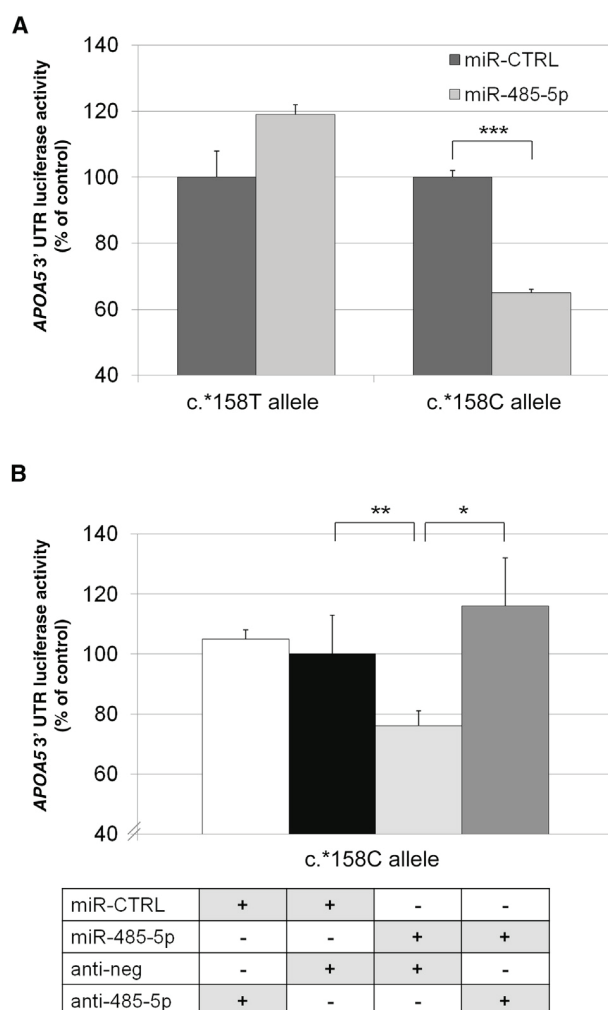 A
APOA5 3' UTR luciferase activity
(% of control)
140
120
100
80
60
40
miR-CTRL
miR-485-5p
***
c.*158T allele
c.*158C allele
B
APOA5 3' UTR luciferase activity
(% of control)
140
120
100
80
60
40
**
*
c.*158C allele
miR-CTRL + + - -
miR-485-5p - - + +
anti-neg - + + -
anti-485-5p + - - +